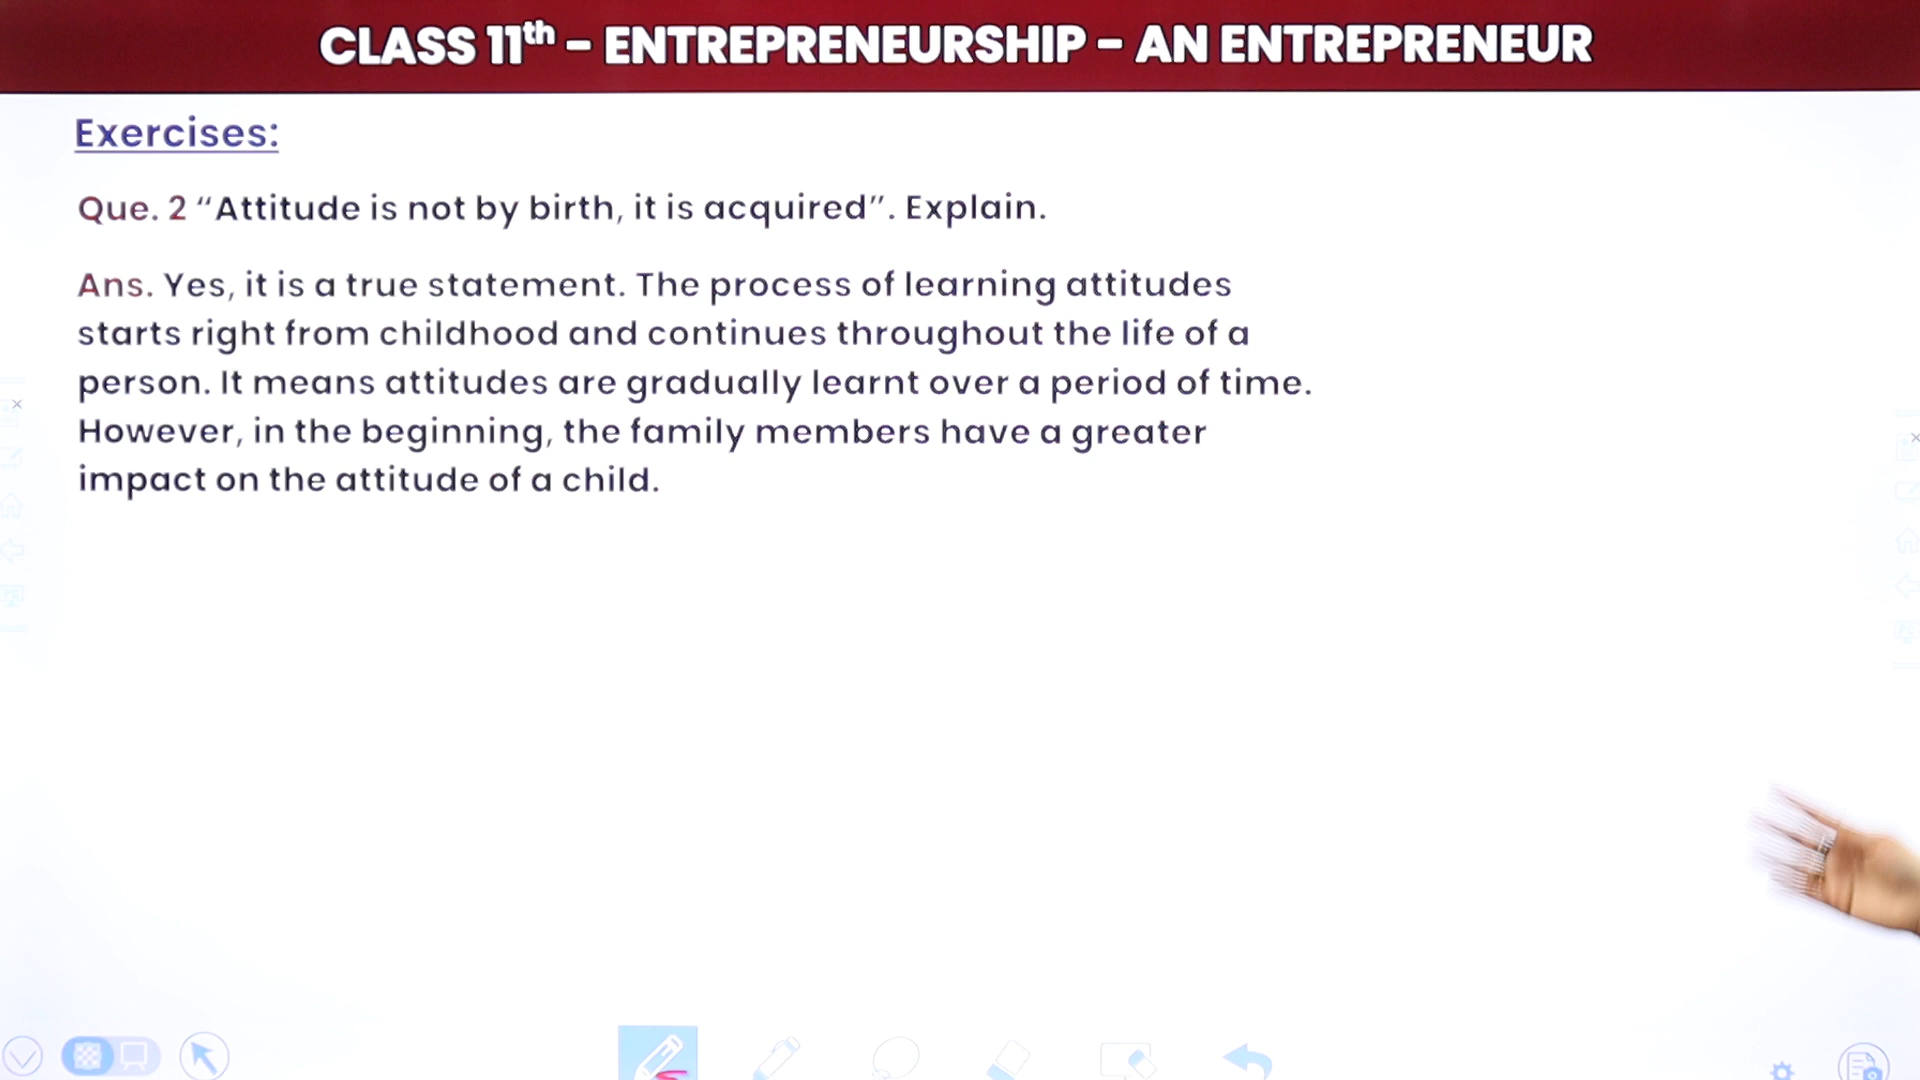 CLASS 11th – ENTREPRENEURSHIP – AN ENTREPRENEUR
Exercises:
Que. 2 “Attitude is not by birth, it is acquired”. Explain.
Ans. Yes, it is a true statement. The process of learning attitudes
starts right from childhood and continues throughout the life of a
person. It means attitudes are gradually learnt over a period of time.
However, in the beginning, the family members have a greater
impact on the attitude of a child.